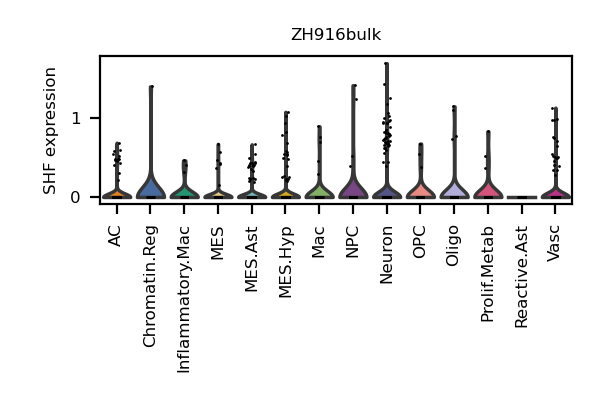 ZH916bulk
SHF expression
1
0
AC
Chromatin.Reg
Inflammatory.Mac
MES
MES.Ast
MES.Hyp
Mac
NPC
Neuron
OPC
Oligo
Prolif.Metab
Reactive.Ast
Vasc